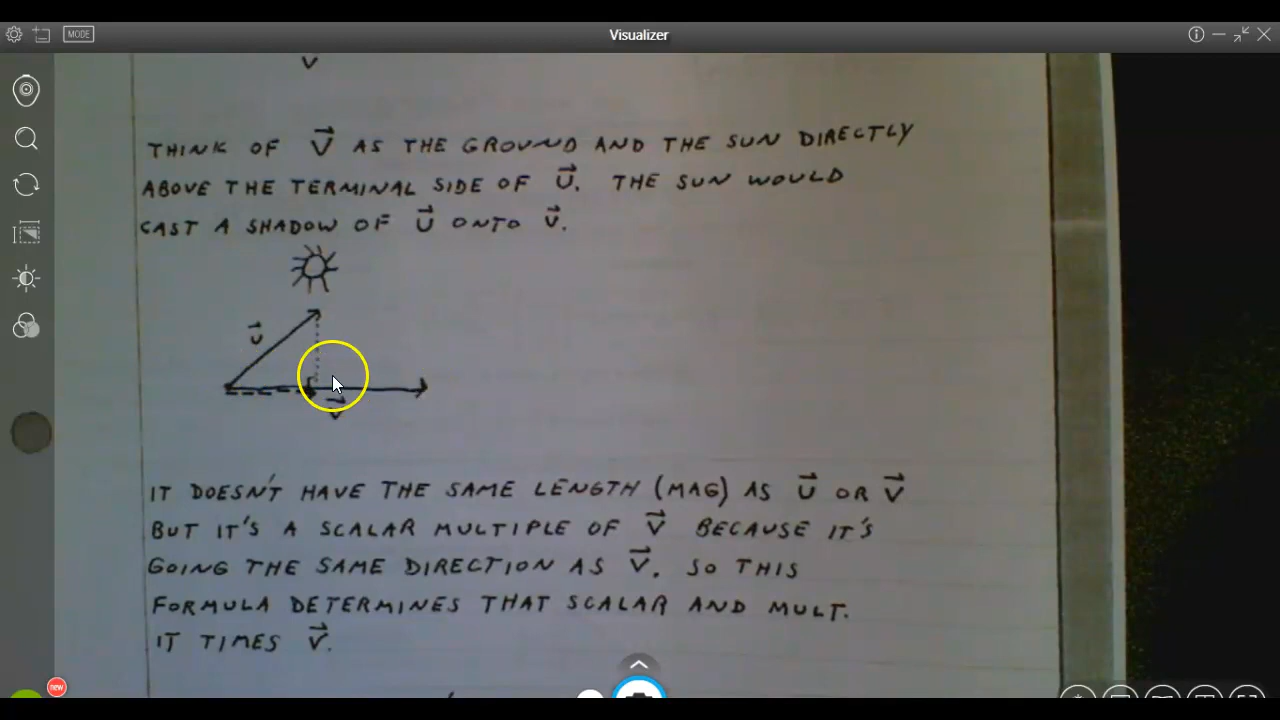 MODE
Visualizer
V
THINK OF V⃗ AS THE GROUND AND THE SUN DIRECTLY
ABOVE THE TERMINAL SIDE OF U⃗. THE SUN WOULD
CAST A SHADOW OF U⃗ ONTO V⃗.
U⃗
V⃗
IT DOESN'T HAVE THE SAME LENGTH (MAG) AS U⃗ OR V⃗
BUT IT'S A SCALAR MULTIPLE OF V⃗ BECAUSE IT'S
GOING THE SAME DIRECTION AS V⃗. SO THIS
FORMULA DETERMINES THAT SCALAR AND MULT.
IT TIMES V⃗.
new